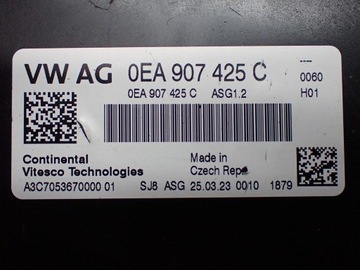 VW AG 0EA 907 425 C ----
0060
0EA 907 425 C ASG1.2 H01
Continental
Vitesco Technologies
Made in
Czech Rep.
A3C7053670000 01 SJ8 ASG 25.03.23 0010 1879